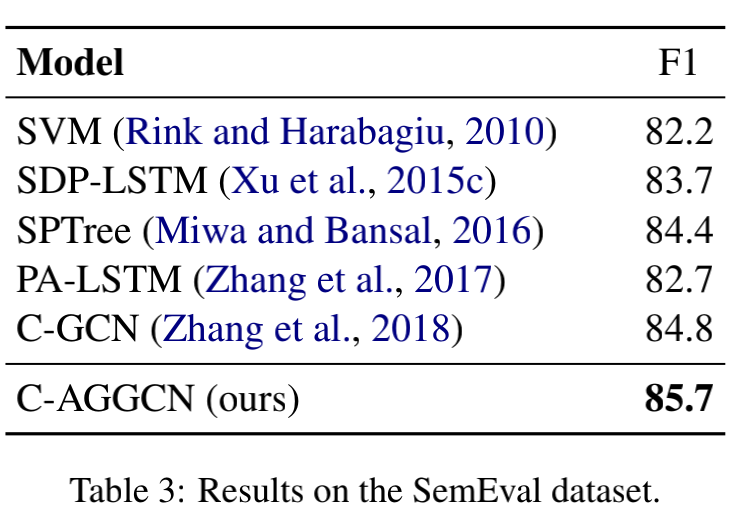 Model F1
SVM (Rink and Harabagiu, 2010) 82.2
SDP-LSTM (Xu et al., 2015c) 83.7
SPTree (Miwa and Bansal, 2016) 84.4
PA-LSTM (Zhang et al., 2017) 82.7
C-GCN (Zhang et al., 2018) 84.8
C-AGGCN (ours) 85.7
Table 3: Results on the SemEval dataset.